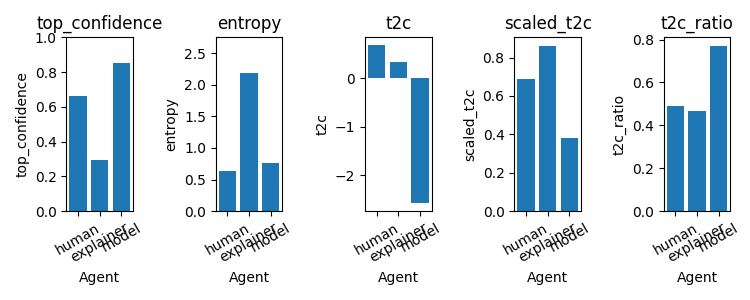 top_confidence
entropy
t2c
scaled_t2c
t2c_ratio
top_confidence
1.0
0.8
0.6
0.4
0.2
0.0
human
explainer
model
Agent
entropy
2.5
2.0
1.5
1.0
0.5
0.0
human
explainer
model
Agent
t2c
0
−1
−2
human
explainer
model
Agent
scaled_t2c
0.8
0.6
0.4
0.2
0.0
human
explainer
model
Agent
t2c_ratio
0.8
0.6
0.4
0.2
0.0
human
explainer
model
Agent